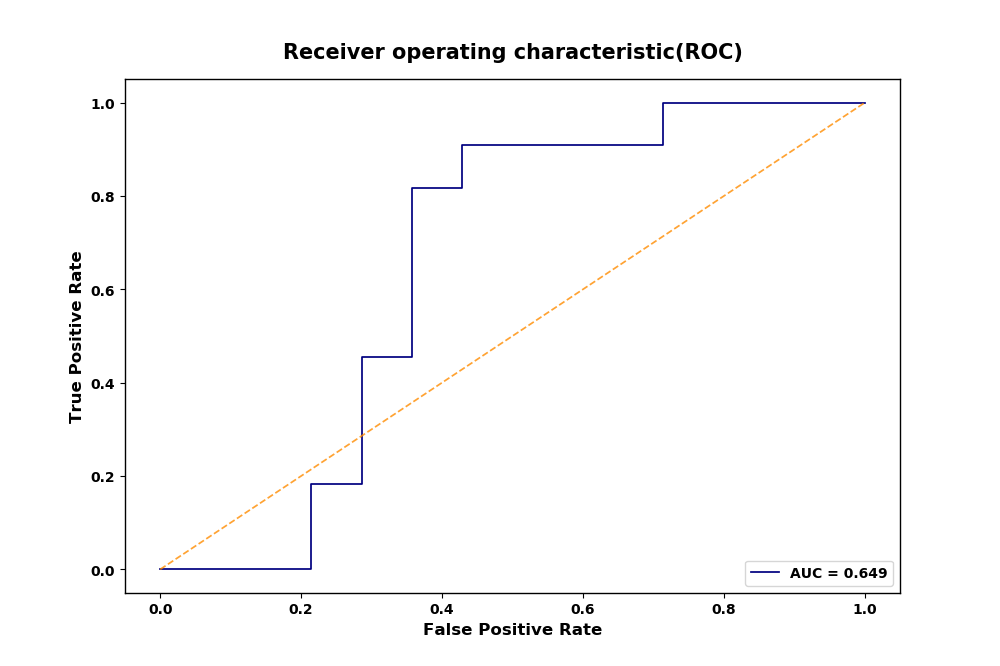 Receiver operating characteristic(ROC)
True Positive Rate
1.0
0.8
0.6
0.4
0.2
0.0
AUC = 0.649
0.0 0.2 0.4 0.6 0.8 1.0
False Positive Rate